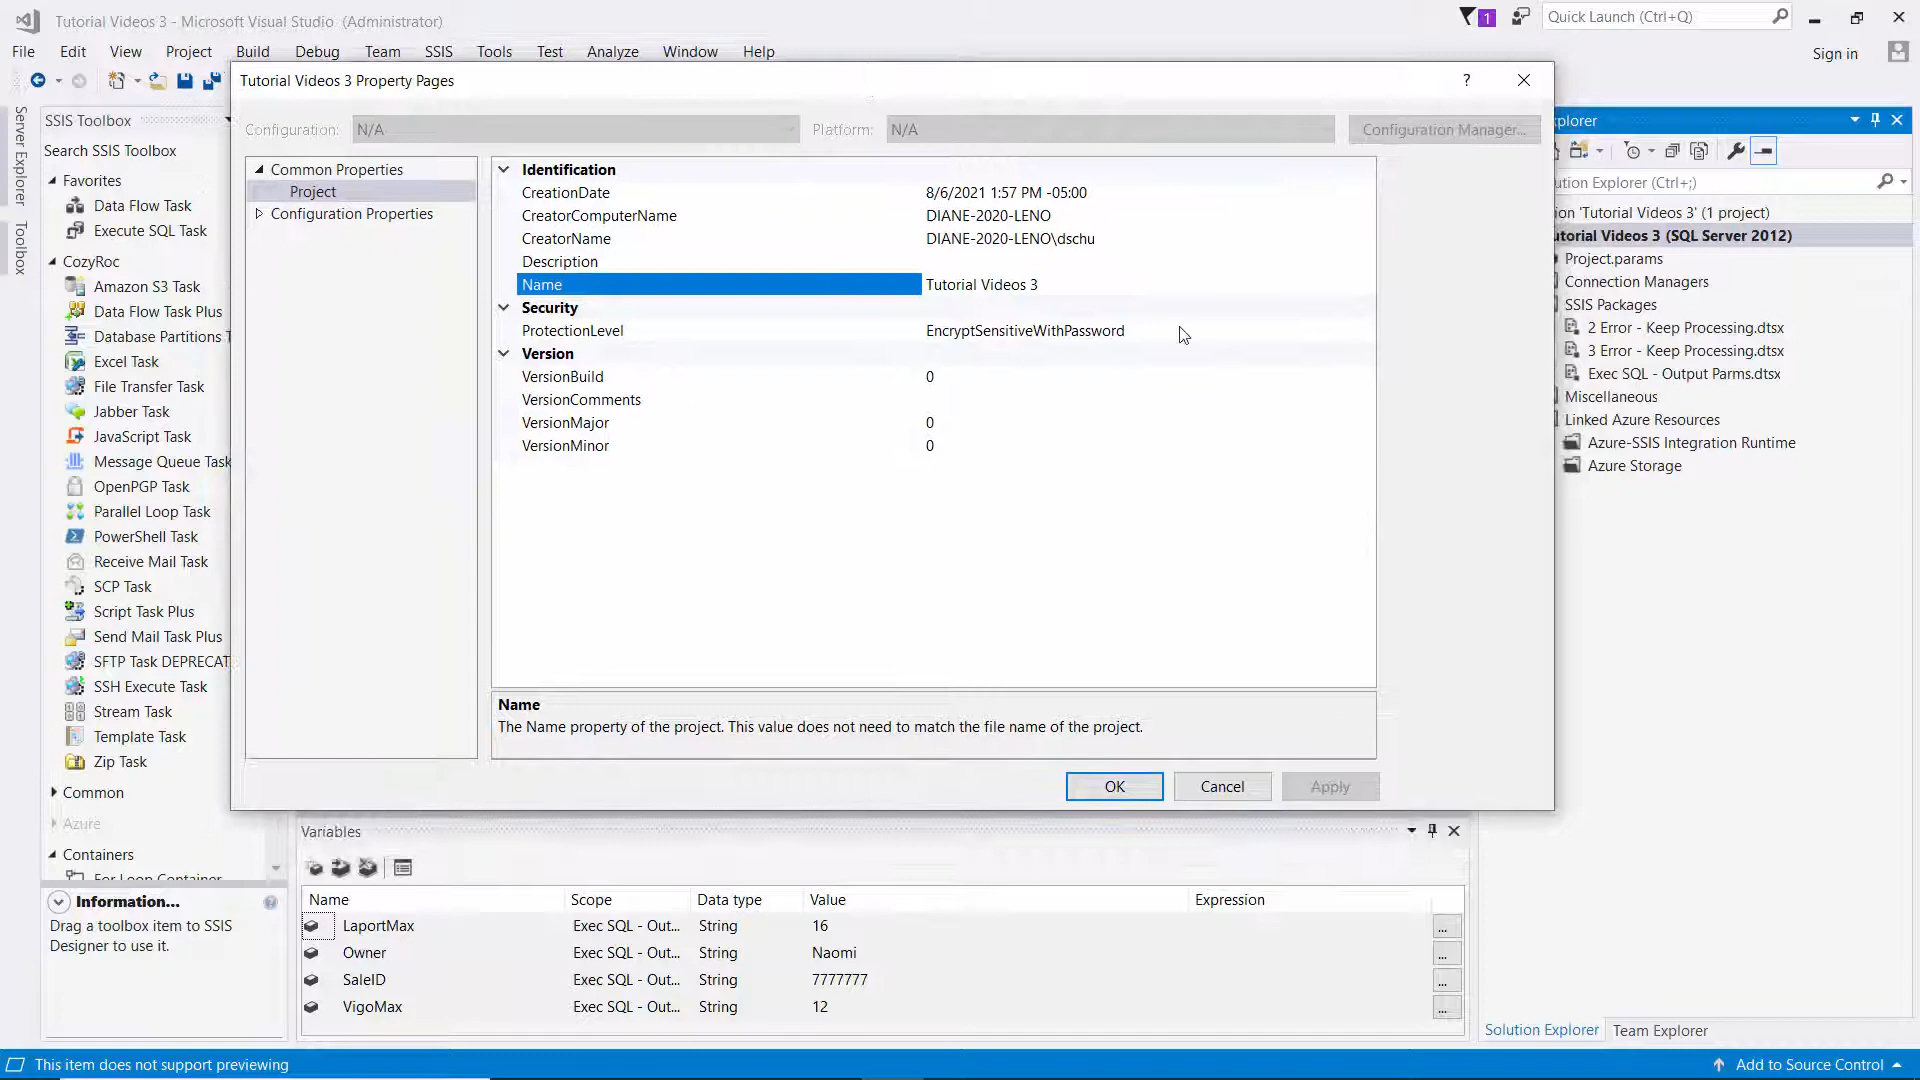 Tutorial Videos 3 - Microsoft Visual Studio (Administrator)
1
Quick Launch (Ctrl+Q)
File Edit View Project Build Debug Team SSIS Tools Test Analyze Window Help
Sign in
Server Explorer
Toolbox
SSIS Toolbox
Search SSIS Toolbox
Favorites
Data Flow Task
Execute SQL Task
CozyRoc
Amazon S3 Task
Data Flow Task Plus
Database Partitions T
Excel Task
File Transfer Task
Jabber Task
JavaScript Task
Message Queue Task
OpenPGP Task
Parallel Loop Task
PowerShell Task
Receive Mail Task
SCP Task
Script Task Plus
Send Mail Task Plus
SFTP Task DEPRECAT
SSH Execute Task
Stream Task
Template Task
Zip Task
Common
Azure
Containers
For Loop Container
Information...
Drag a toolbox item to SSIS
Designer to use it.
Tutorial Videos 3 Property Pages
?
Configuration: N/A Platform: N/A Configuration Manager...
Common Properties
Project
Configuration Properties
Identification
CreationDate 8/6/2021 1:57 PM -05:00
CreatorComputerName DIANE-2020-LENO
CreatorName DIANE-2020-LENO\dschu
Description
Name Tutorial Videos 3
Security
ProtectionLevel EncryptSensitiveWithPassword
Version
VersionBuild 0
VersionComments
VersionMajor 0
VersionMinor 0
Name
The Name property of the project. This value does not need to match the file name of the project.
OK Cancel Apply
Variables
Name Scope Data type Value Expression
LaportMax Exec SQL - Out... String 16 ...
Owner Exec SQL - Out... String Naomi ...
SaleID Exec SQL - Out... String 7777777 ...
VigoMax Exec SQL - Out... String 12 ...
plorer
ution Explorer (Ctrl+;)
ion 'Tutorial Videos 3' (1 project)
utorial Videos 3 (SQL Server 2012)
Project.params
Connection Managers
SSIS Packages
2 Error - Keep Processing.dtsx
3 Error - Keep Processing.dtsx
Exec SQL - Output Parms.dtsx
Miscellaneous
Linked Azure Resources
Azure-SSIS Integration Runtime
Azure Storage
Solution Explorer Team Explorer
This item does not support previewing
Add to Source Control